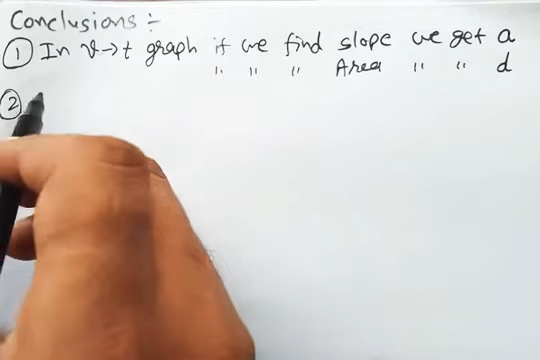 Conclusions :-
① In v→t graph if we find slope we get a
" " " Area " " d
②